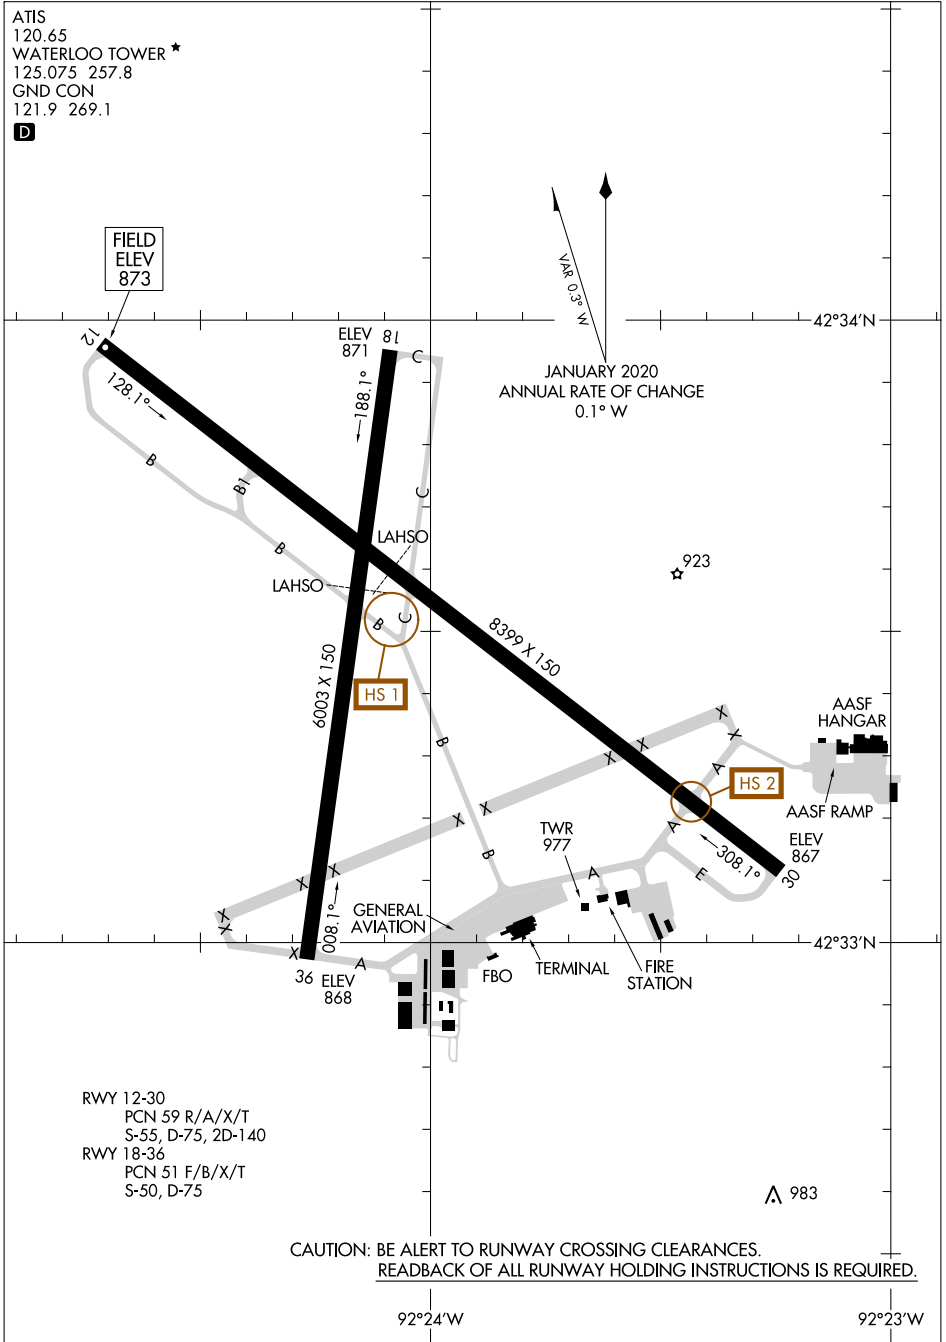 ATIS
120.65
WATERLOO TOWER ★
125.075 257.8
GND CON
121.9 269.1
D
FIELD
ELEV
873
VAR 0.3° W
JANUARY 2020
ANNUAL RATE OF CHANGE
0.1° W
42°34'N
12
128.1°
ELEV
871
18
188.1°
C
B
B1
C
B
LAHSO
LAHSO
B
C
HS 1
923
8399 X 150
6003 X 150
B
X
X
X
X
A
AASF
HANGAR
HS 2
AASF RAMP
X
X
A
TWR
977
ELEV
867
308.1°
30
E
B
A
X
X
X
X
008.1°
GENERAL
AVIATION
42°33'N
X
A
36
ELEV
868
FBO
TERMINAL
FIRE
STATION
RWY 12-30
PCN 59 R/A/X/T
S-55, D-75, 2D-140
RWY 18-36
PCN 51 F/B/X/T
S-50, D-75
983
CAUTION: BE ALERT TO RUNWAY CROSSING CLEARANCES.
READBACK OF ALL RUNWAY HOLDING INSTRUCTIONS IS REQUIRED.
92°24'W
92°23'W